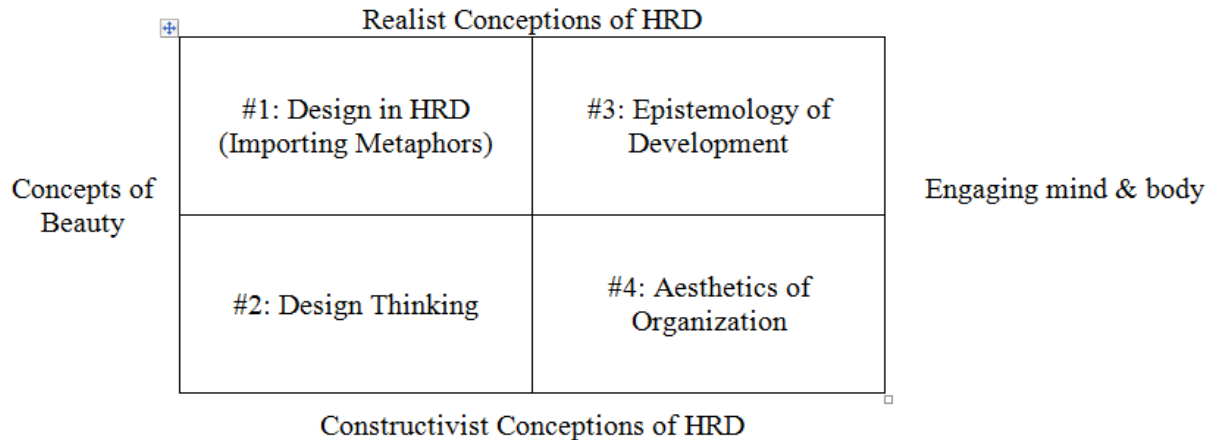 Realist Conceptions of HRD
#1: Design in HRD
(Importing Metaphors)
#3: Epistemology of
Development
Concepts of
Beauty
Engaging mind & body
#2: Design Thinking
#4: Aesthetics of
Organization
Constructivist Conceptions of HRD